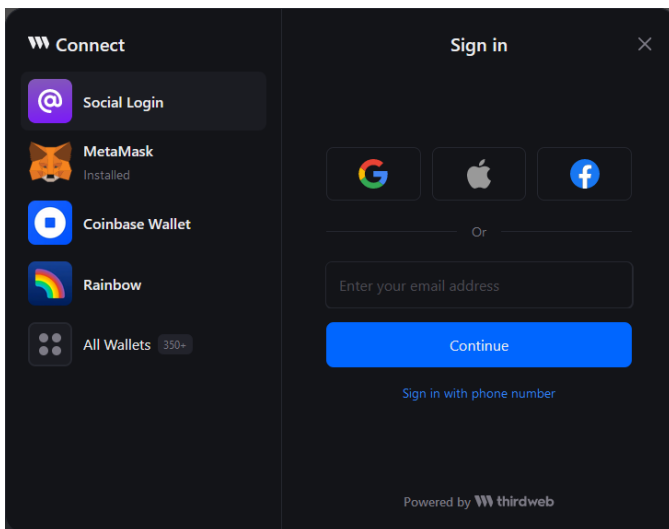 Connect
Social Login
MetaMask
Installed
Coinbase Wallet
Rainbow
All Wallets 350+
Sign in
Or
Enter your email address
Continue
Sign in with phone number
Powered by thirdweb